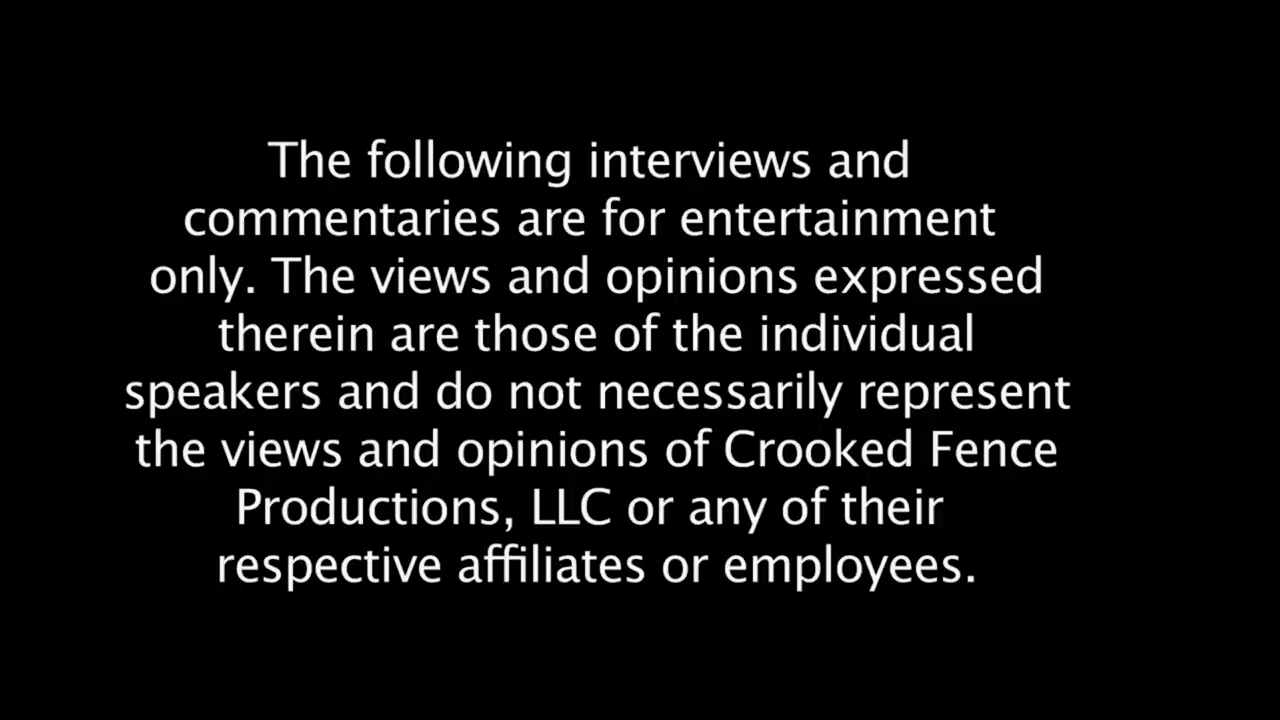 The following interviews and
commentaries are for entertainment
only. The views and opinions expressed
therein are those of the individual
speakers and do not necessarily represent
the views and opinions of Crooked Fence
Productions, LLC or any of their
respective affiliates or employees.